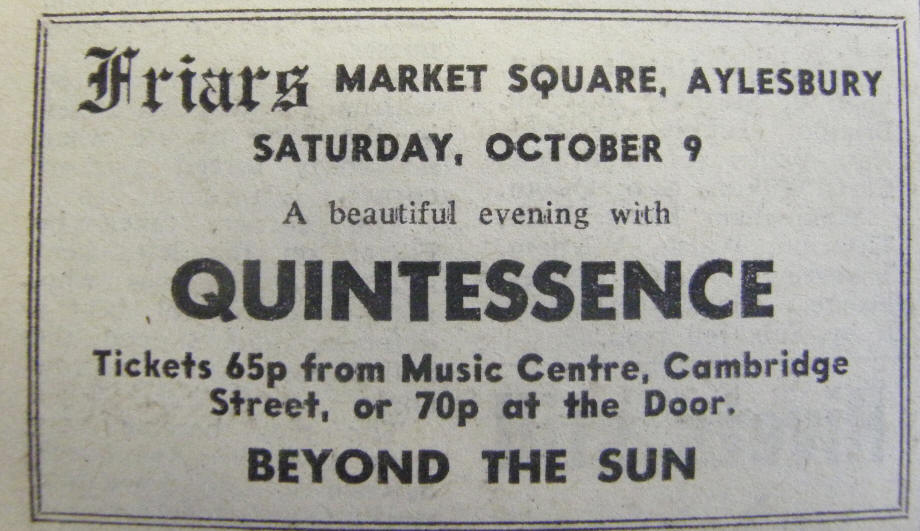 Friars MARKET SQUARE, AYLESBURY
SATURDAY, OCTOBER 9
A beautiful evening with
QUINTESSENCE
Tickets 65p from Music Centre, Cambridge
Street, or 70p at the Door.
BEYOND THE SUN